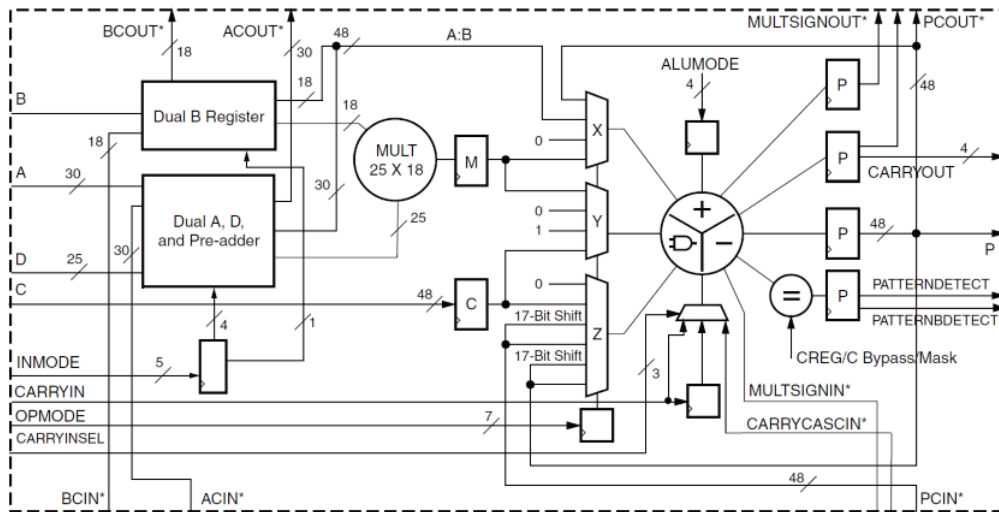 BCOUT*
ACOUT*
MULTSIGNOUT*
PCOUT*
18
30
48
A:B
ALUMODE
4
48
B
18
Dual B Register
18
18
MULT
25 X 18
M
X
0
P
P
4
CARRYOUT
A
30
30
Dual A, D,
and Pre-adder
30
25
0
1
Y
+
−
P
48
P
D
25
C
48
C
0
17-Bit Shift
17-Bit Shift
Z
=
P
PATTERNDETECT
PATTERNBDETECT
CREG/C Bypass/Mask
4
1
3
INMODE
5
CARRYIN
OPMODE
7
CARRYINSEL
MULTSIGNIN*
CARRYCASCIN*
48
BCIN*
ACIN*
PCIN*